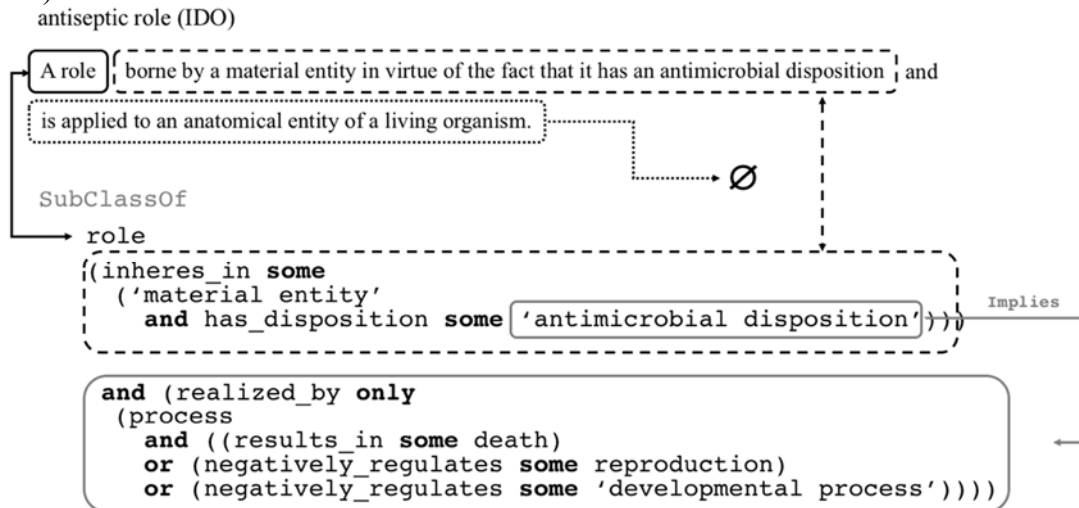 )
antiseptic role (IDO)
A role borne by a material entity in virtue of the fact that it has an antimicrobial disposition and
is applied to an anatomical entity of a living organism.
∅
SubClassOf
role
(inheres_in some
(‘material entity’
and has_disposition some ‘antimicrobial disposition’)))
Implies
and (realized_by only
(process
and ((results_in some death)
or (negatively_regulates some reproduction)
or (negatively_regulates some ‘developmental process’))))